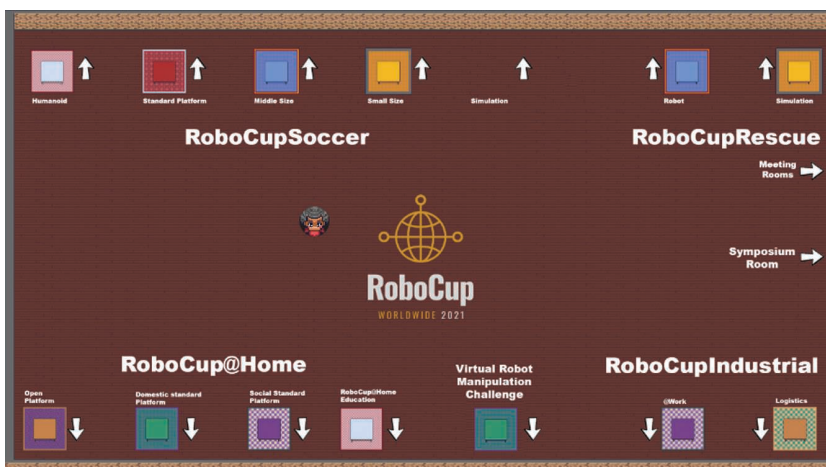 Humanoid
Standard Platform
Middle Size
Small Size
Simulation
Robot
Simulation
RoboCupSoccer
RoboCupRescue
Meeting
Rooms
Symposium
Room
RoboCup
WORLDWIDE 2021
RoboCup@Home
Virtual Robot
Manipulation
Challenge
RoboCupIndustrial
Open
Platform
Domestic standard
Platform
Social Standard
Platform
RoboCup@Home
Education
@Work
Logistics